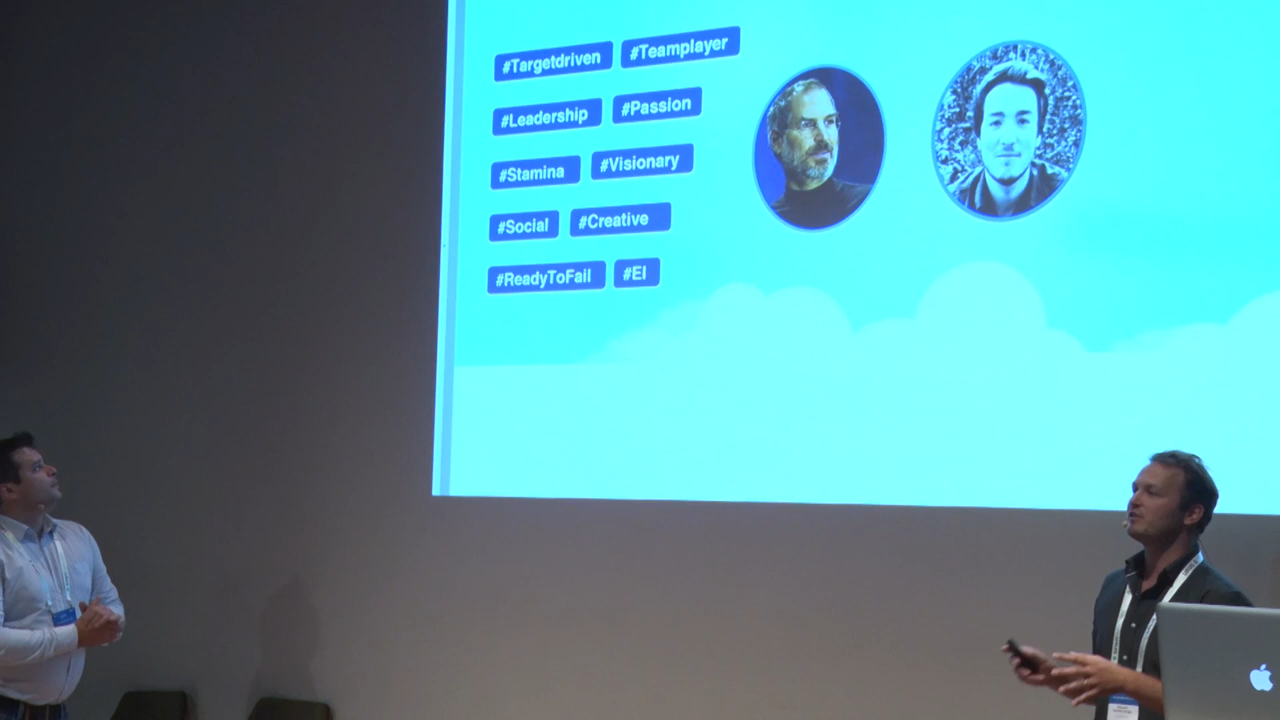 #Targetdriven #Teamplayer
#Leadership #Passion
#Stamina #Visionary
#Social #Creative
#ReadyToFail #EI